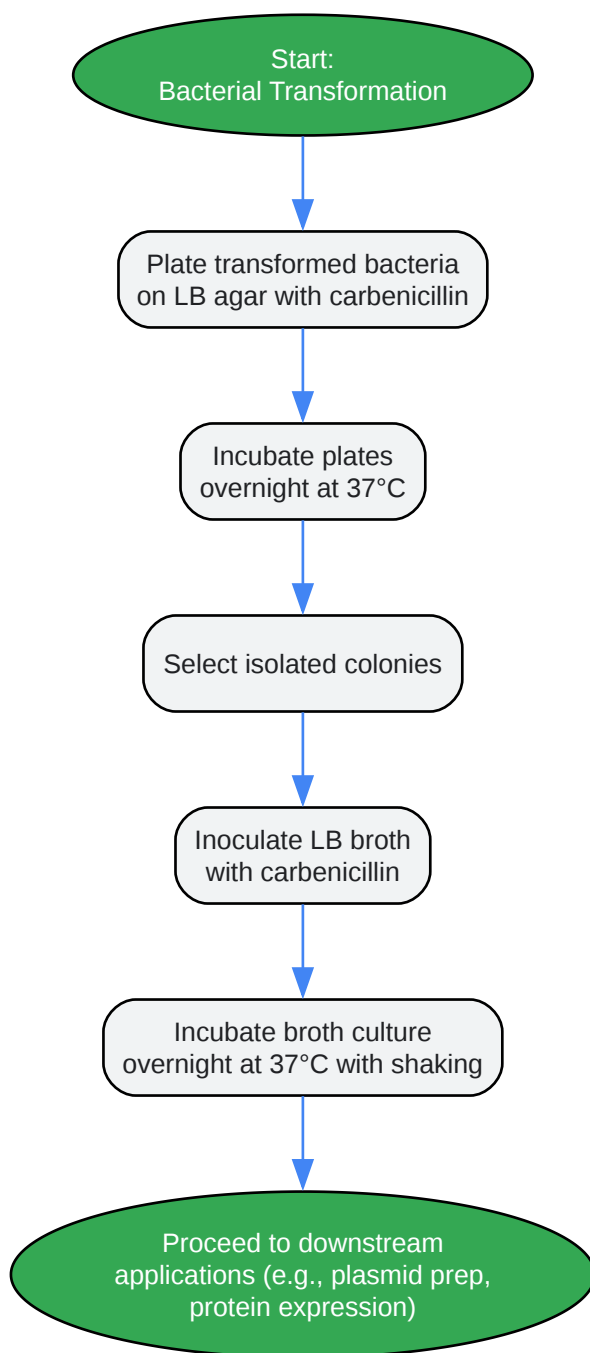 Start:
Bacterial Transformation
Plate transformed bacteria
on LB agar with carbenicillin
Incubate plates
overnight at 37°C
Select isolated colonies
Inoculate LB broth
with carbenicillin
Incubate broth culture
overnight at 37°C with shaking
Proceed to downstream
applications (e.g., plasmid prep,
protein expression)